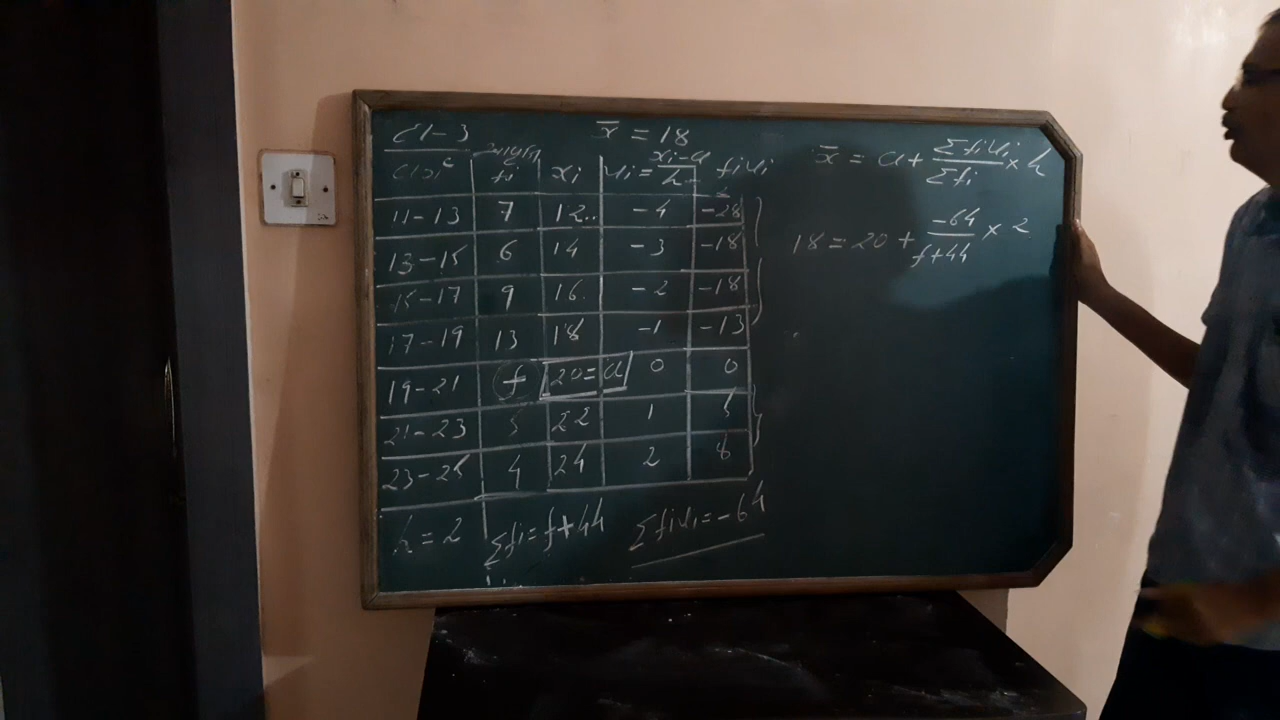 x̄ = 18
fi xi ui = xi-a/h fiui
11-13 7 12.. -4 -28
13-15 6 14 -3 -18
15-17 9 16. -2 -18
17-19 13 18 -1 -13
19-21 f 20=a 0 0
21-23 5 22 1 5
23-25 4 24 2 8
h = 2 Σfi = f+44 Σfiui = -64
x̄ = a + Σfiui/Σfi × h
18 = 20 + -64/f+44 × 2